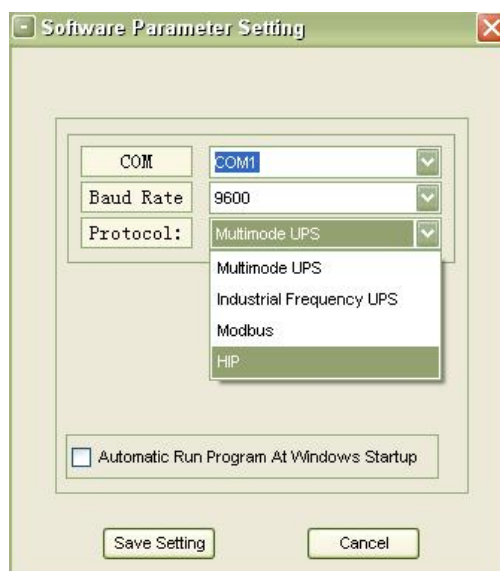 Software Parameter Setting
COM
COM1
Baud Rate
9600
Protocol:
Multimode UPS
Multimode UPS
Industrial Frequency UPS
Modbus
HIP
Automatic Run Program At Windows Startup
Save Setting
Cancel